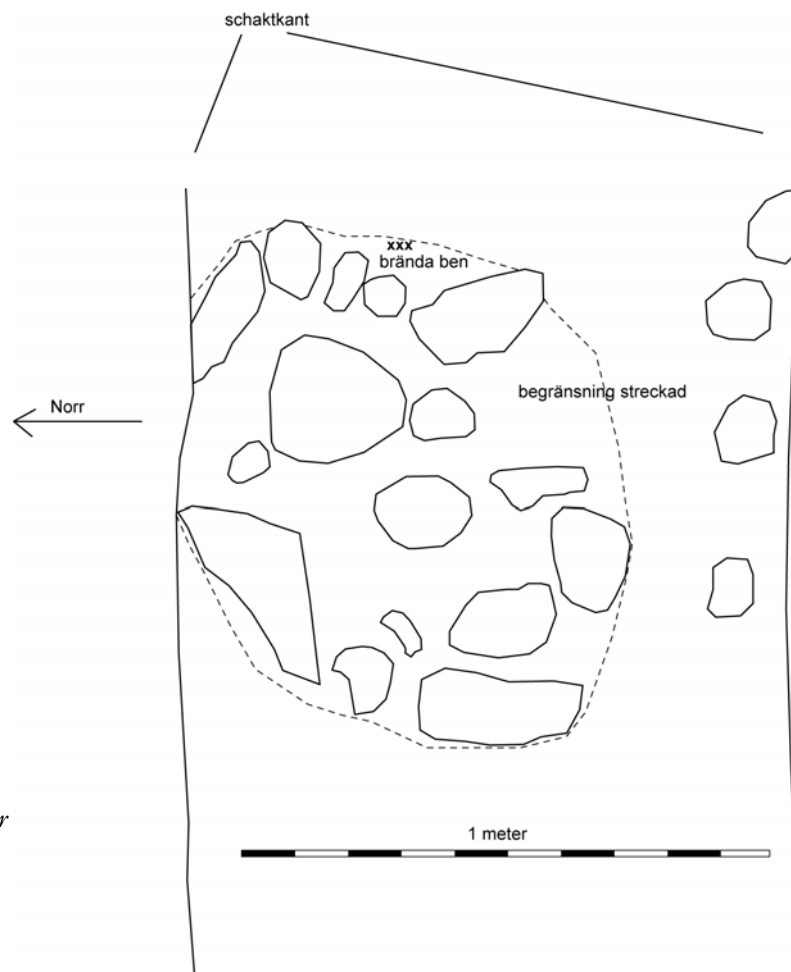 schaktkant
xxx
brända ben
begränsning streckad
Norr
r
1 meter